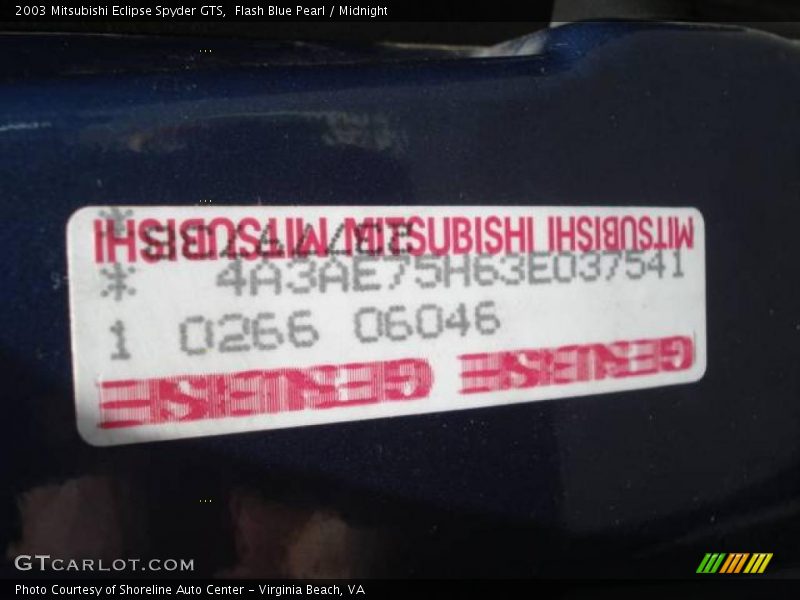 2003 Mitsubishi Eclipse Spyder GTS,  Flash Blue Pearl / Midnight
MITSUBISHI MITSUBISHI MITSUBISHI
* 4A3AE75H63E037541
1 0266 06046
GENUINE GENUINE
GTCARLOT.COM
Photo Courtesy of Shoreline Auto Center - Virginia Beach, VA